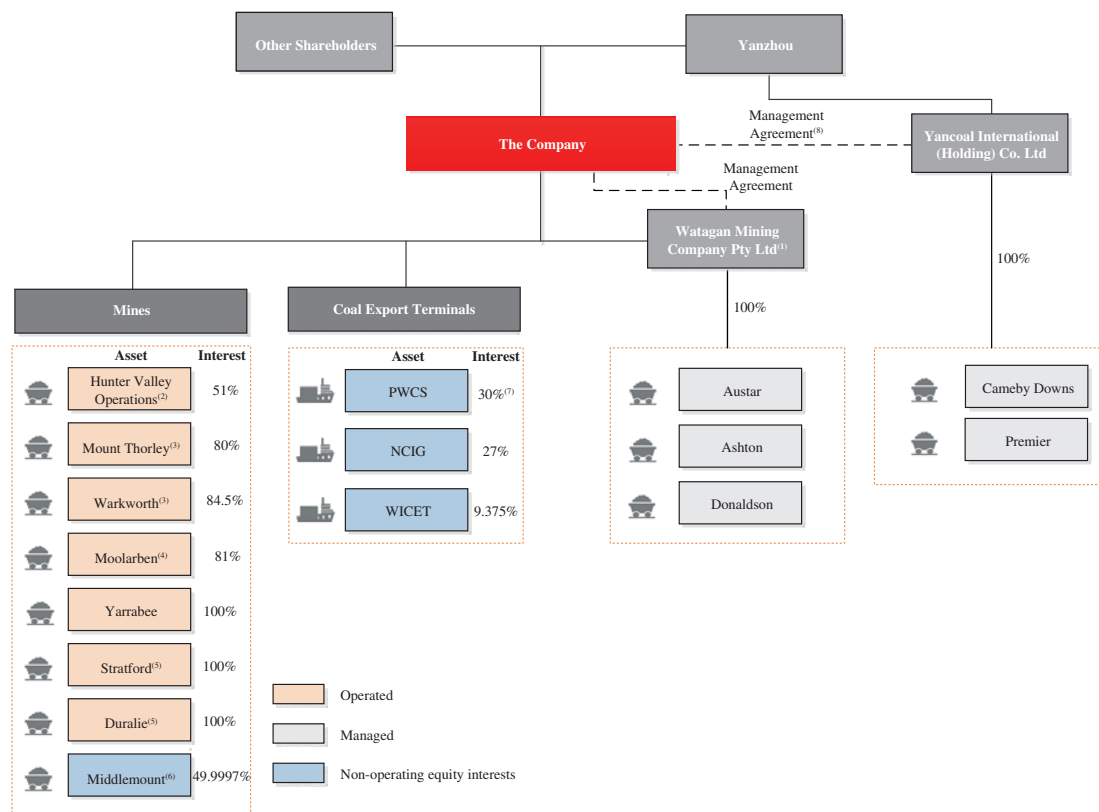 Other Shareholders
Yanzhou
Management
Agreement(8)
The Company
Yancoal International
(Holding) Co. Ltd
Management
Agreement
Watagan Mining
Company Pty Ltd(1)
100%
100%
Mines
Coal Export Terminals
Asset Interest
Hunter Valley
Operations(2)
51%
Mount Thorley(3)
80%
Warkworth(3)
84.5%
Moolarben(4)
81%
Yarrabee
100%
Stratford(5)
100%
Duralie(5)
100%
Middlemount(6)
49.9997%
Asset Interest
PWCS
30%(7)
NCIG
27%
WICET
9.375%
Austar
Ashton
Donaldson
Cameby Downs
Premier
Operated
Managed
Non-operating equity interests